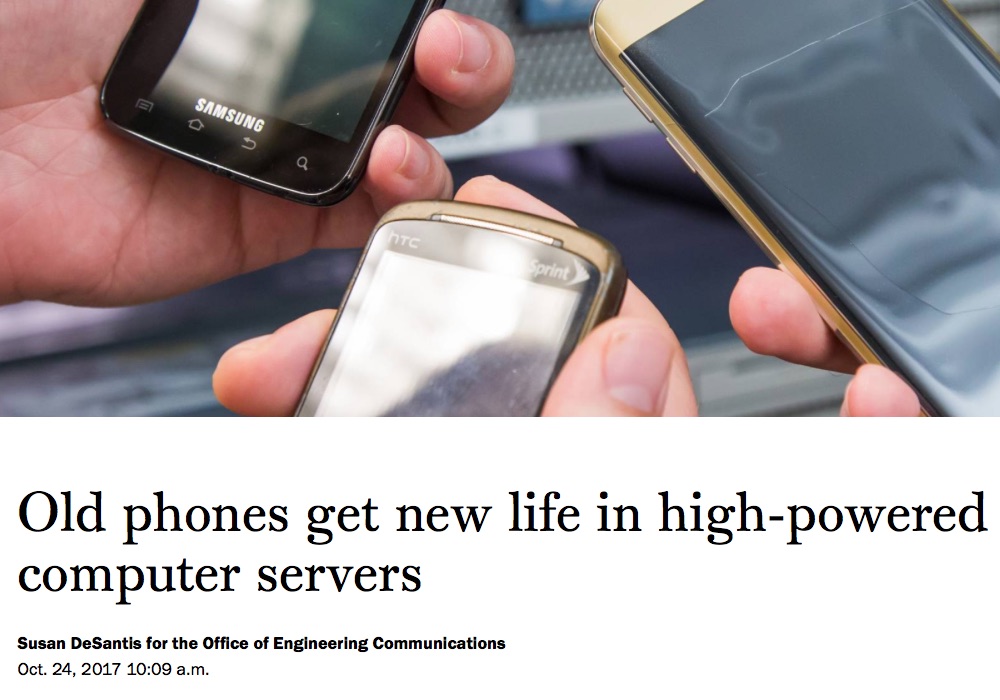 SAMSUNG
hTC
Sprint
Old phones get new life in high-powered
computer servers
Susan DeSantis for the Office of Engineering Communications
Oct. 24, 2017 10:09 a.m.